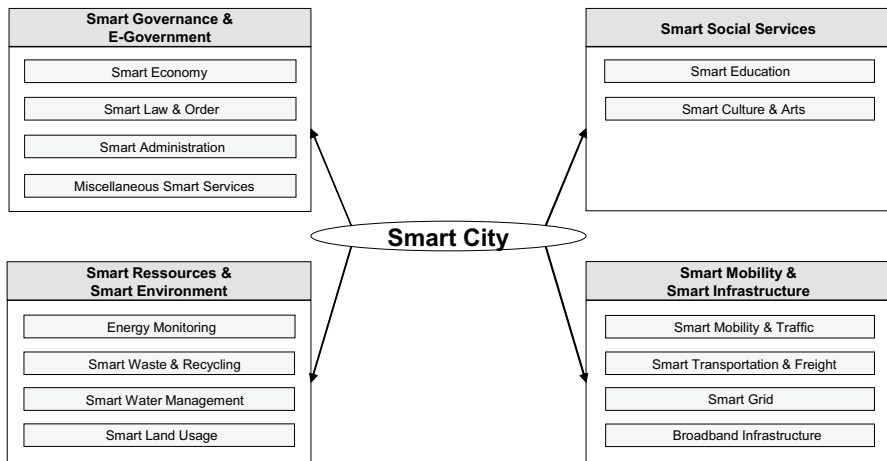 Smart Governance &
E-Government
Smart Economy
Smart Law & Order
Smart Administration
Miscellaneous Smart Services
Smart Social Services
Smart Education
Smart Culture & Arts
Smart City
Smart Ressources &
Smart Environment
Energy Monitoring
Smart Waste & Recycling
Smart Water Management
Smart Land Usage
Smart Mobility &
Smart Infrastructure
Smart Mobility & Traffic
Smart Transportation & Freight
Smart Grid
Broadband Infrastructure